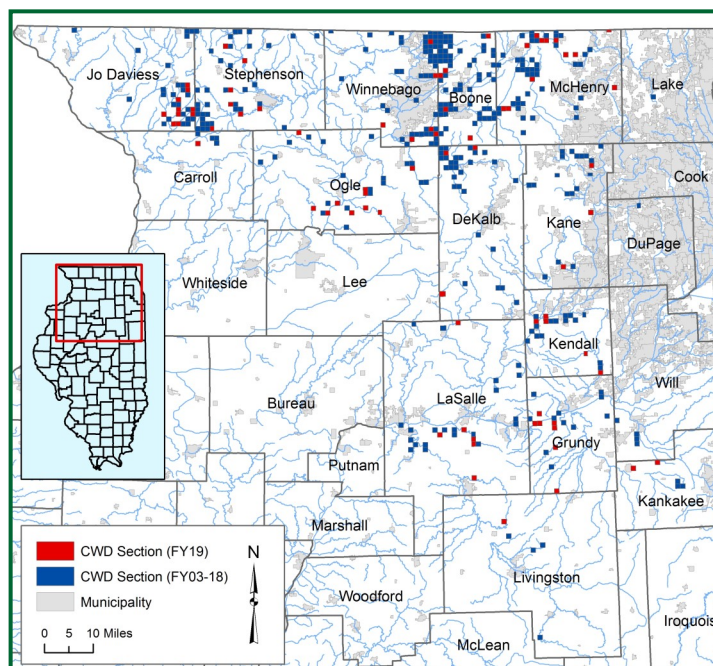 Jo Daviess
Stephenson
Winnebago
Boone
McHenry
Lake
Carroll
Ogle
DeKalb
Kane
Cook
DuPage
Whiteside
Lee
Kendall
Will
Bureau
LaSalle
Grundy
Putnam
Kankakee
Marshall
Livingston
Woodford
Iroquois
McLean
CWD Section (FY19)
CWD Section (FY03-18)
Municipality
N
0 5 10 Miles